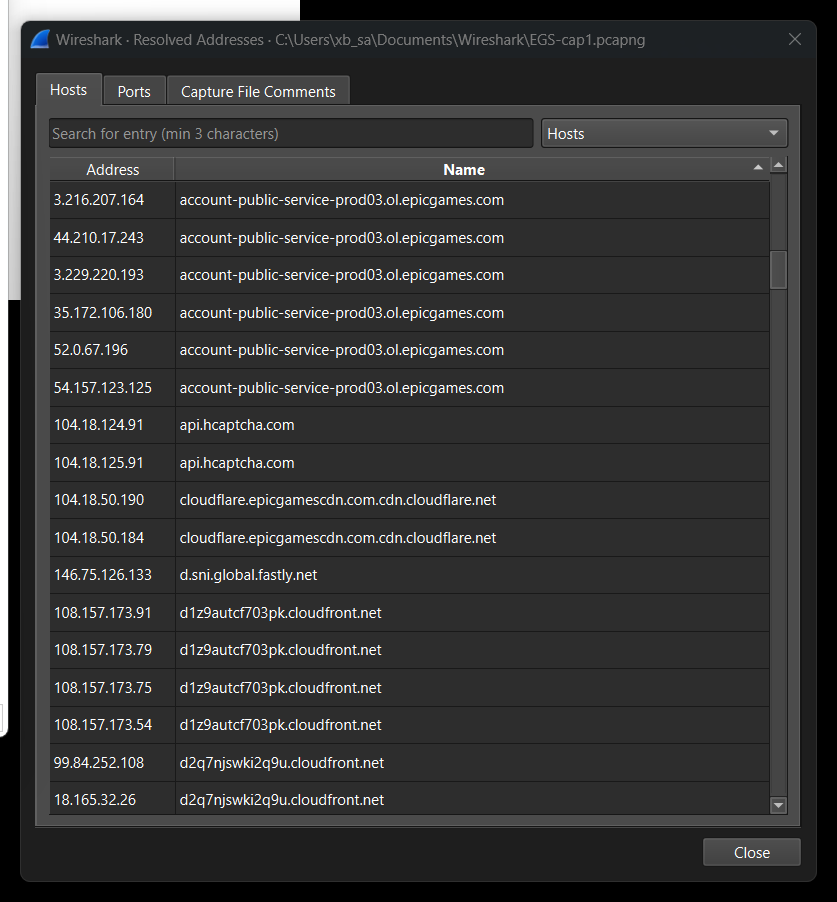 Wireshark · Resolved Addresses · C:\Users\xb_sa\Documents\Wireshark\EGS-cap1.pcapng
Hosts Ports Capture File Comments
Search for entry (min 3 characters) Hosts
Address Name
3.216.207.164 account-public-service-prod03.ol.epicgames.com
44.210.17.243 account-public-service-prod03.ol.epicgames.com
3.229.220.193 account-public-service-prod03.ol.epicgames.com
35.172.106.180 account-public-service-prod03.ol.epicgames.com
52.0.67.196 account-public-service-prod03.ol.epicgames.com
54.157.123.125 account-public-service-prod03.ol.epicgames.com
104.18.124.91 api.hcaptcha.com
104.18.125.91 api.hcaptcha.com
104.18.50.190 cloudflare.epicgamescdn.com.cdn.cloudflare.net
104.18.50.184 cloudflare.epicgamescdn.com.cdn.cloudflare.net
146.75.126.133 d.sni.global.fastly.net
108.157.173.91 d1z9autcf703pk.cloudfront.net
108.157.173.79 d1z9autcf703pk.cloudfront.net
108.157.173.75 d1z9autcf703pk.cloudfront.net
108.157.173.54 d1z9autcf703pk.cloudfront.net
99.84.252.108 d2q7njswki2q9u.cloudfront.net
18.165.32.26 d2q7njswki2q9u.cloudfront.net
Close